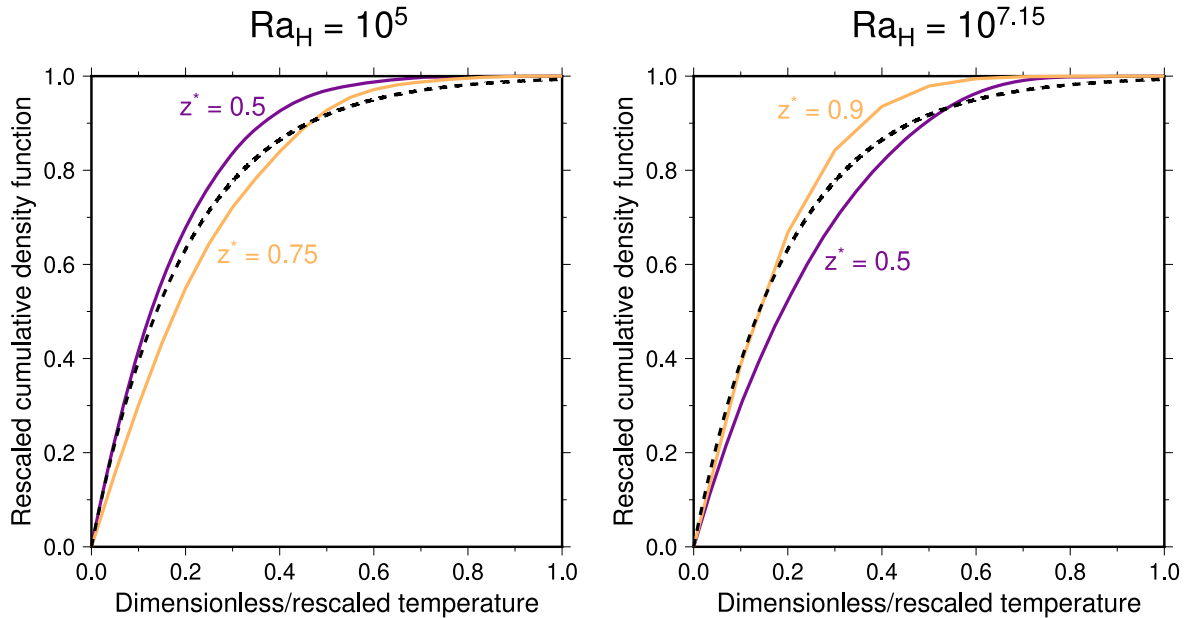 Ra_H = 10^5
Rescaled cumulative density function
1.0
0.8
0.6
0.4
0.2
0.0
z* = 0.5
z* = 0.75
0.0 0.2 0.4 0.6 0.8 1.0
Dimensionless/rescaled temperature
Ra_H = 10^7.15
Rescaled cumulative density function
1.0
0.8
0.6
0.4
0.2
0.0
z* = 0.9
z* = 0.5
0.0 0.2 0.4 0.6 0.8 1.0
Dimensionless/rescaled temperature